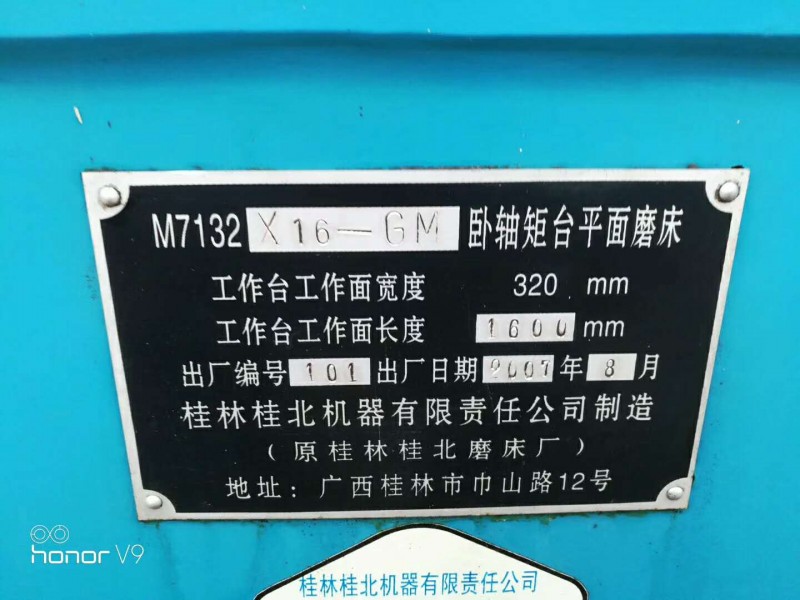 M7132 X16-GM 卧轴矩台平面磨床
工作台工作面宽度 320 mm
工作台工作面长度 1600 mm
出厂编号 101 出厂日期 2007 年 8 月
桂林桂北机器有限责任公司制造
（原桂林桂北磨床厂）
地址：广西桂林市巾山路12号
honor V9
桂林桂北机器有限责任公司